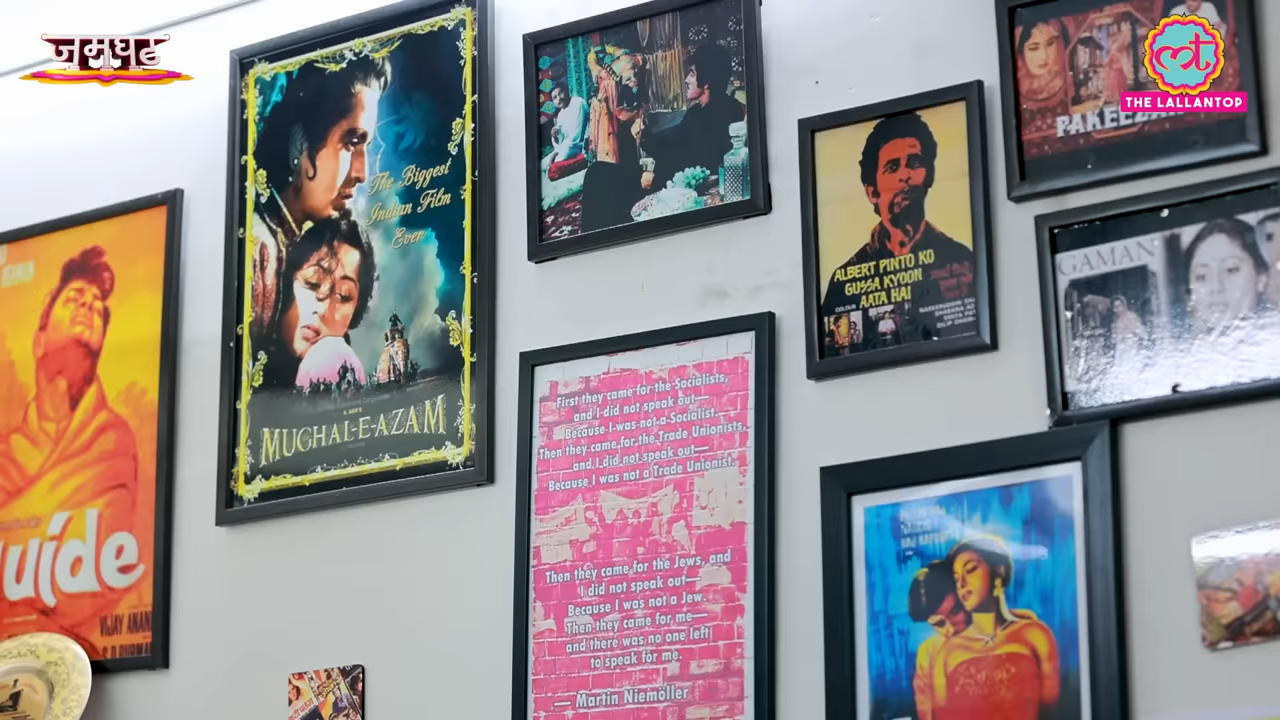 जमघट
THE LALLANTOP
The Biggest
Indian Film
Ever
MUGHAL-E-AZAM
uide
VIJAY ANAN
ALBERT PINTO KO
GUSSA KYOON
AATA HAI
COLOUR
PAKEEZAH
GAMAN
First they came for the Socialists,
and I did not speak out—
Because I was not a Socialist.
Then they came for the Trade Unionists,
and I did not speak out—
Because I was not a Trade Unionist.
Then they came for the Jews, and
I did not speak out—
Because I was not a Jew.
Then they came for me—
and there was no one left
to speak for me.
— Martin Niemöller